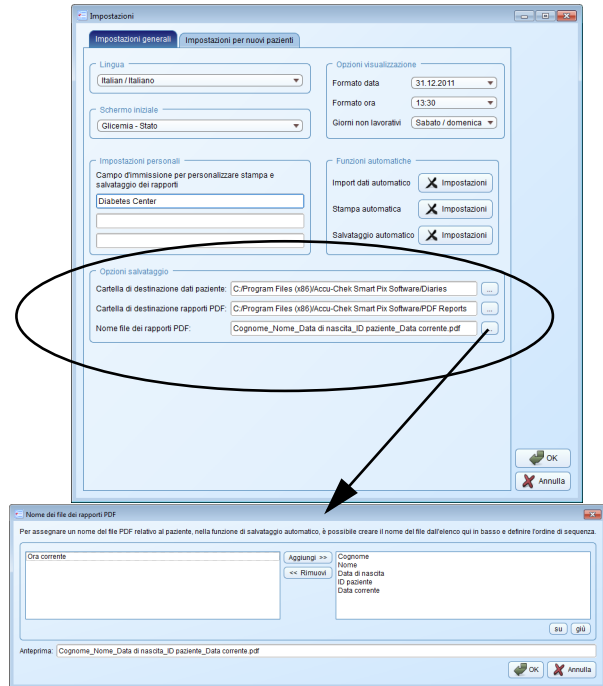 Impostazioni
Impostazioni generali Impostazioni per nuovi pazienti
Lingua
Italian / Italiano
Schermo iniziale
Glicemia - Stato
Opzioni visualizzazione
Formato data 31.12.2011
Formato ora 13:30
Giorni non lavorativi Sabato / domenica
Impostazioni personali
Campo d'immissione per personalizzare stampa e
salvataggio dei rapporti
Diabetes Center
Funzioni automatiche
Import dati automatico Impostazioni
Stampa automatica Impostazioni
Salvataggio automatico Impostazioni
Opzioni salvataggio
Cartella di destinazione dati paziente: C:/Program Files (x86)/Accu-Chek Smart Pix Software/Diaries ...
Cartella di destinazione rapporti PDF: C:/Program Files (x86)/Accu-Chek Smart Pix Software/PDF Reports ...
Nome file dei rapporti PDF: Cognome_Nome_Data di nascita_ID paziente_Data corrente.pdf ...
OK
Annulla
Nome dei file dei rapporti PDF
Per assegnare un nome del file PDF relativo al paziente, nella funzione di salvataggio automatico, è possibile creare il nome del file dall'elenco qui in basso e definire l'ordine di sequenza.
Ora corrente
Aggiungi >>
<< Rimuovi
Cognome
Nome
Data di nascita
ID paziente
Data corrente
su giù
Anteprima: Cognome_Nome_Data di nascita_ID paziente_Data corrente.pdf
OK Annulla